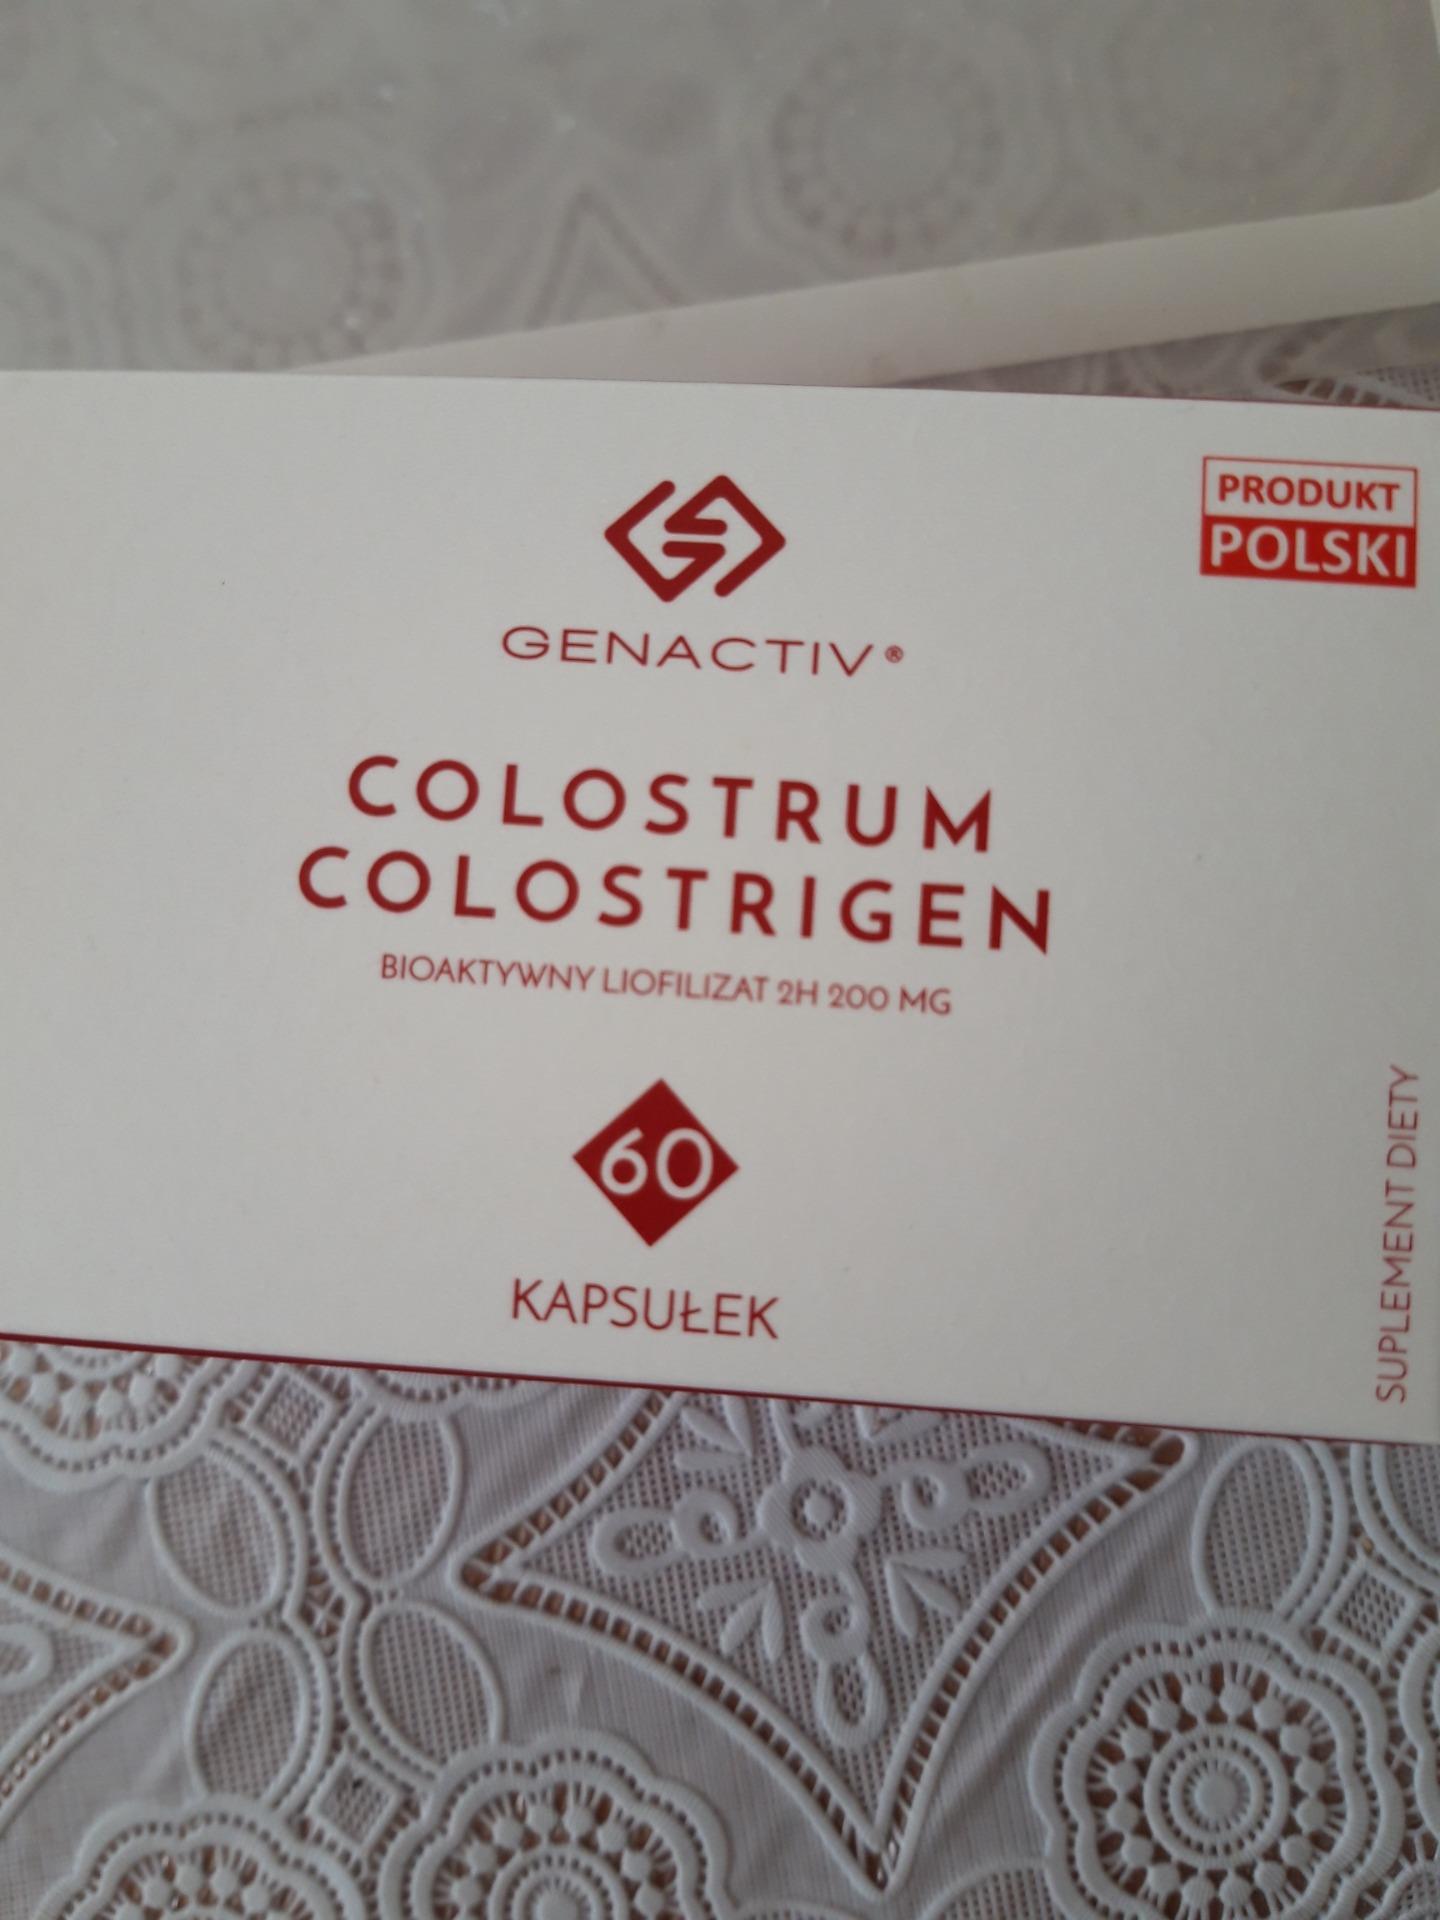 PRODUKT
POLSKI
GENACTIV®
COLOSTRUM
COLOSTRIGEN
BIOAKTYWNY LIOFILIZAT 2H 200 MG
60
KAPSUŁEK
SUPLEMENT DIETY